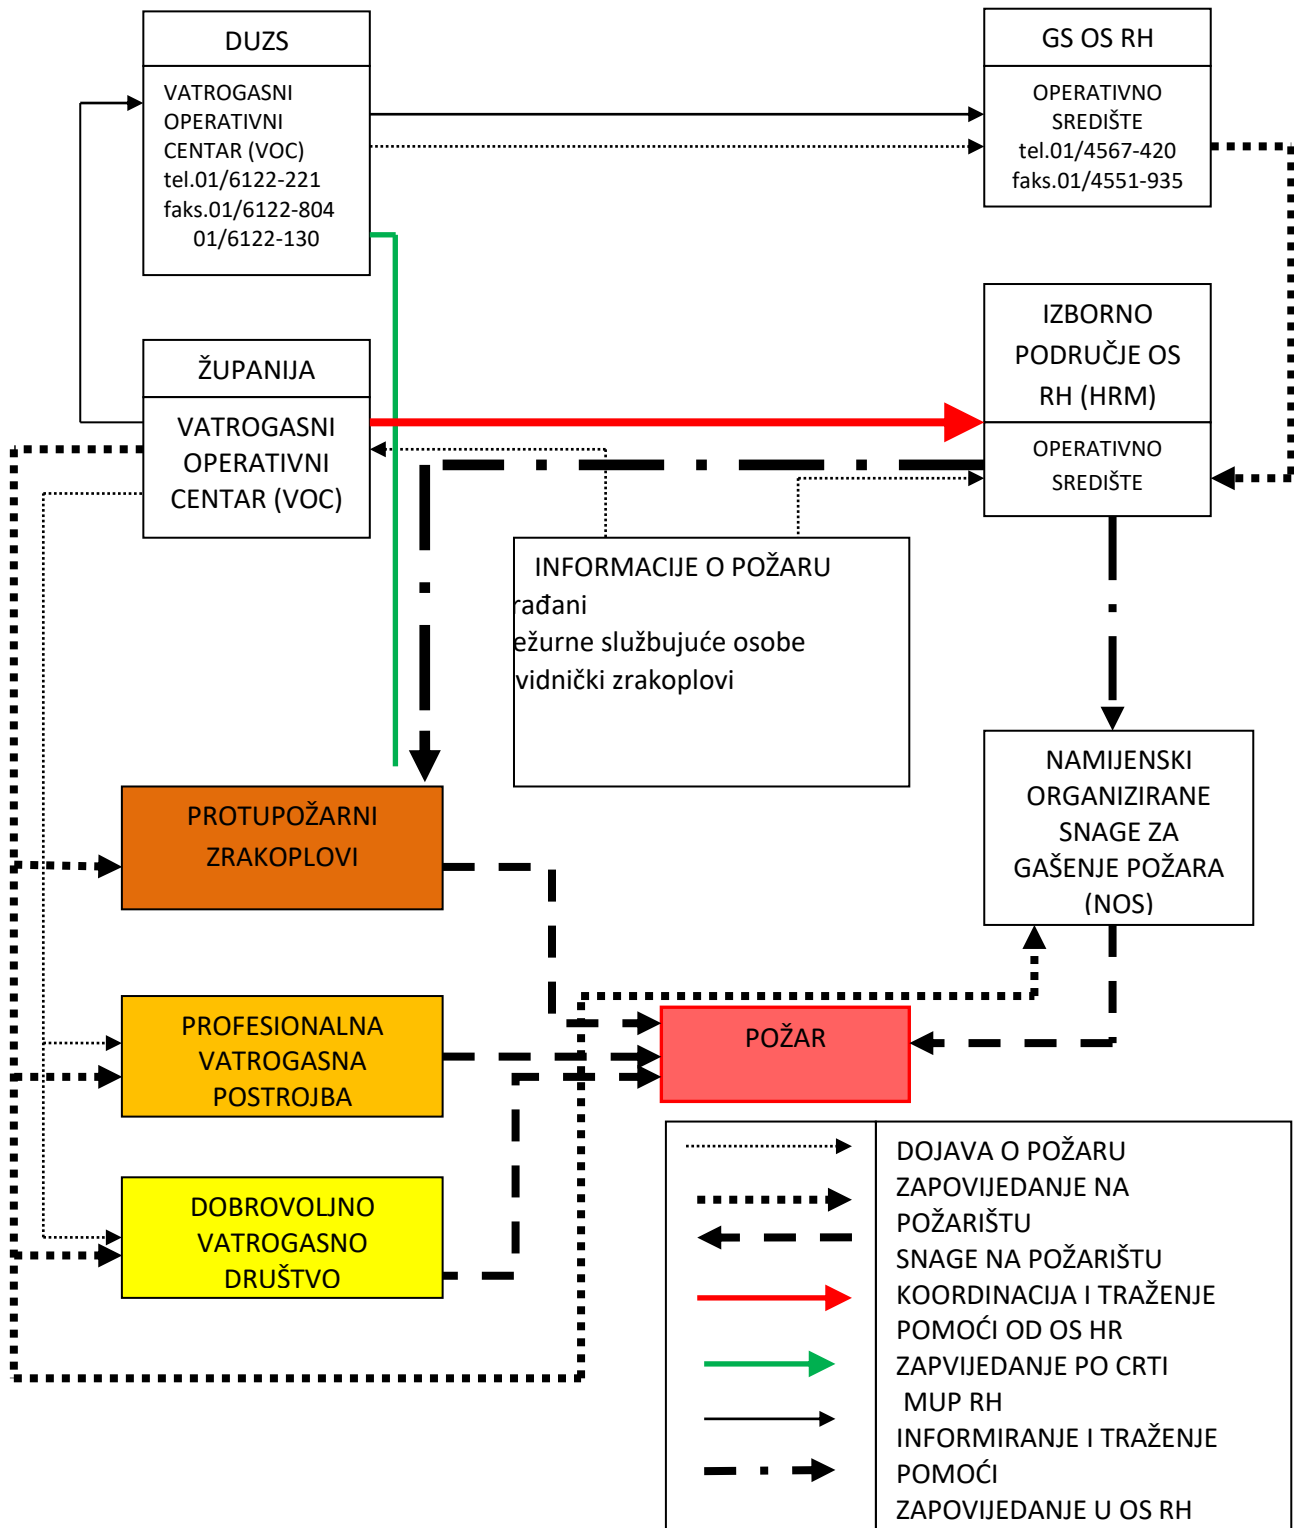 DUZS
VATROGASNI
OPERATIVNI
CENTAR (VOC)
tel.01/6122-221
faks.01/6122-804
01/6122-130
GS OS RH
OPERATIVNO
SREDIŠTE
tel.01/4567-420
faks.01/4551-935
IZBORNO
PODRUČJE OS
RH (HRM)
OPERATIVNO
SREDIŠTE
ŽUPANIJA
VATROGASNI
OPERATIVNI
CENTAR (VOC)
INFORMACIJE O POŽARU
rađani
ežurne službujuće osobe
vidnički zrakoplovi
NAMIJENSKI
ORGANIZIRANE
SNAGE ZA
GAŠENJE POŽARA
(NOS)
PROTUPOŽARNI
ZRAKOPLOVI
PROFESIONALNA
VATROGASNA
POSTROJBA
POŽAR
DOBROVOLJNO
VATROGASNO
DRUŠTVO
DOJAVA O POŽARU
ZAPOVIJEDANJE NA
POŽARIŠTU
SNAGE NA POŽARIŠTU
KOORDINACIJA I TRAŽENJE
POMOĆI OD OS HR
ZAPVIJEDANJE PO CRTI
MUP RH
INFORMIRANJE I TRAŽENJE
POMOĆI
ZAPOVIJEDANJE U OS RH